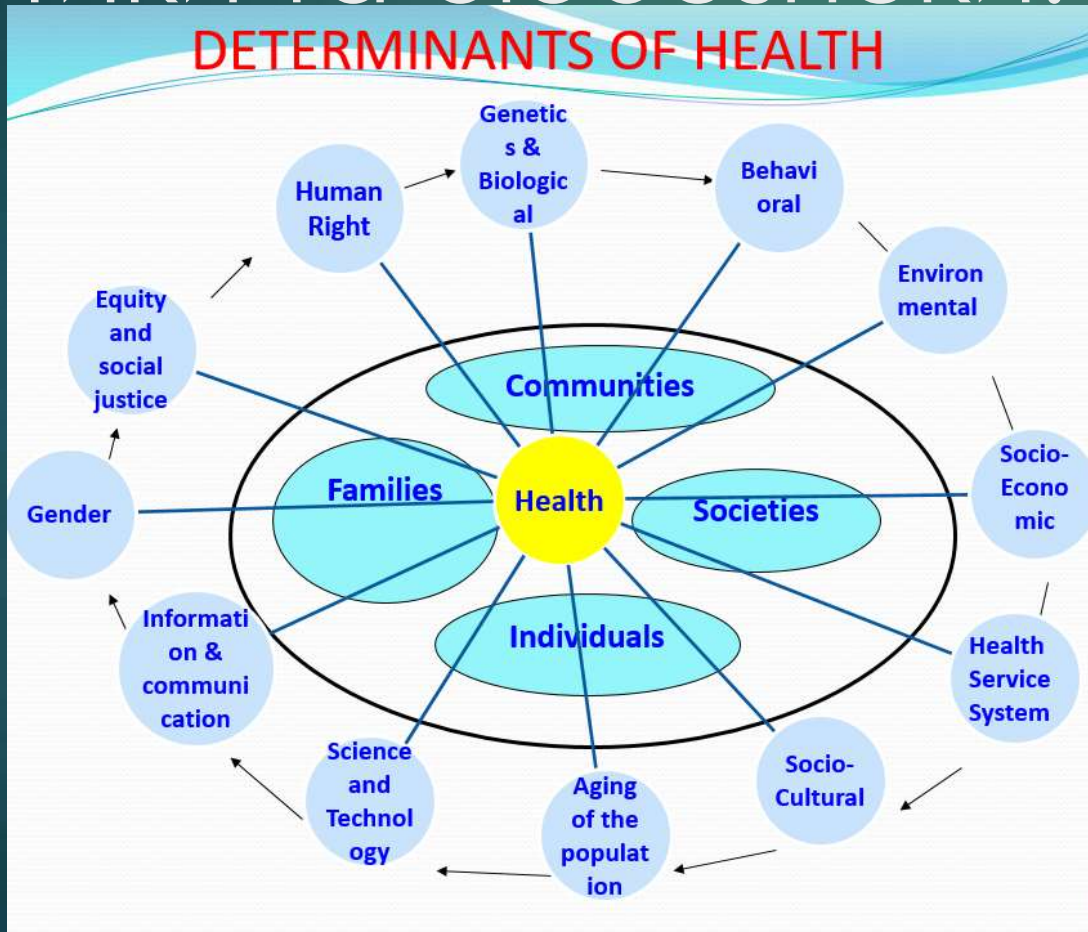 DETERMINANTS OF HEALTH
Genetic
s &
Biologic
al
Behavi
oral
Environ
mental
Socio-
Econo
mic
Health
Service
System
Socio-
Cultural
Aging
of the
populat
ion
Science
and
Technol
ogy
Informati
on &
communi
cation
Gender
Equity
and
social
justice
Human
Right
Communities
Families
Health
Societies
Individuals